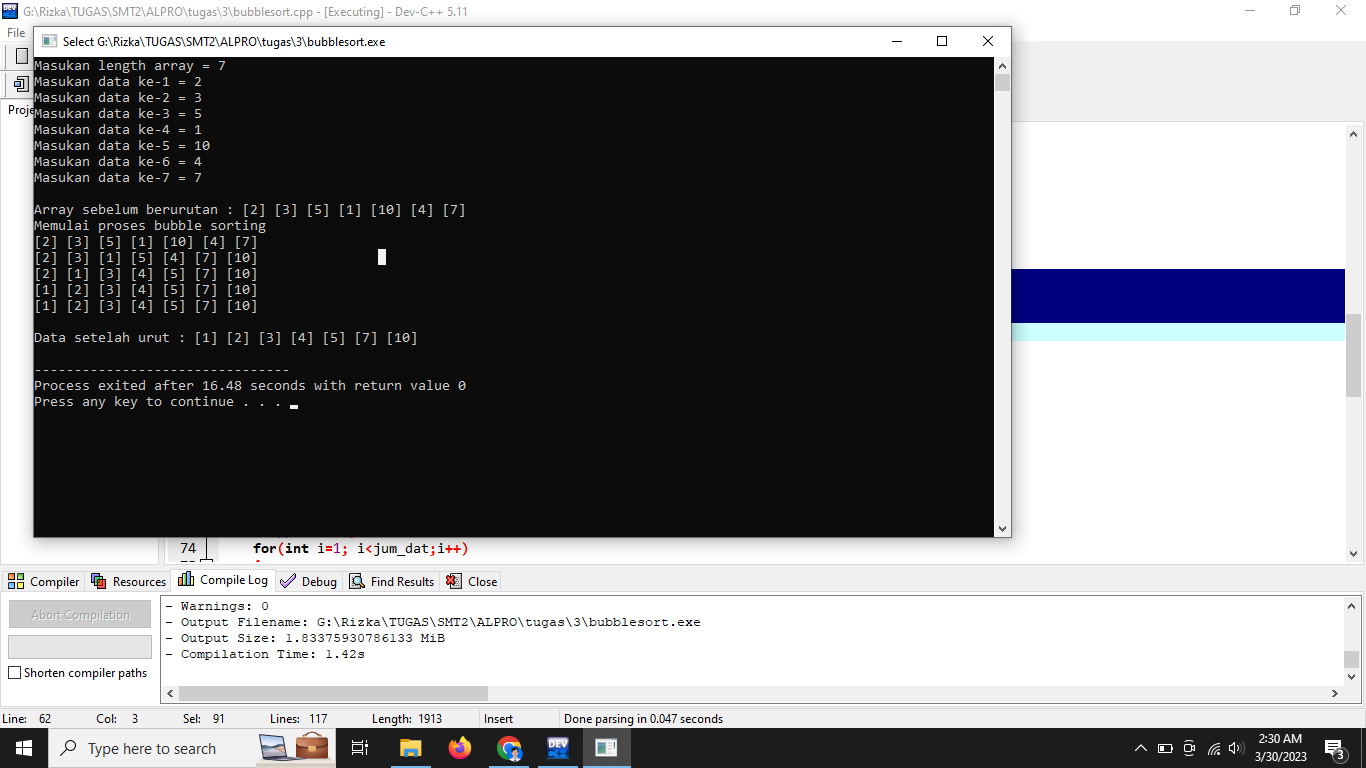 G:\Rizka\TUGAS\SMT2\ALPRO\tugas\3\bubblesort.cpp - [Executing] - Dev-C++ 5.11
File
Select G:\Rizka\TUGAS\SMT2\ALPRO\tugas\3\bubblesort.exe
Masukan length array = 7
Masukan data ke-1 = 2
Masukan data ke-2 = 3
Masukan data ke-3 = 5
Masukan data ke-4 = 1
Masukan data ke-5 = 10
Masukan data ke-6 = 4
Masukan data ke-7 = 7
Array sebelum berurutan : [2] [3] [5] [1] [10] [4] [7]
Memulai proses bubble sorting
[2] [3] [5] [1] [10] [4] [7]
[2] [3] [1] [5] [4] [7] [10]
[2] [1] [3] [4] [5] [7] [10]
[1] [2] [3] [4] [5] [7] [10]
[1] [2] [3] [4] [5] [7] [10]
Data setelah urut : [1] [2] [3] [4] [5] [7] [10]
--------------------------------
Process exited after 16.48 seconds with return value 0
Press any key to continue . . .
74 for(int i=1; i<jum_dat;i++)
Compiler Resources Compile Log Debug Find Results Close
Abort Compilation
Shorten compiler paths
- Warnings: 0
- Output Filename: G:\Rizka\TUGAS\SMT2\ALPRO\tugas\3\bubblesort.exe
- Output Size: 1.83375930786133 MiB
- Compilation Time: 1.42s
Line: 62 Col: 3 Sel: 91 Lines: 117 Length: 1913 Insert Done parsing in 0.047 seconds
Type here to search
DEV
2:30 AM
3/30/2023
3